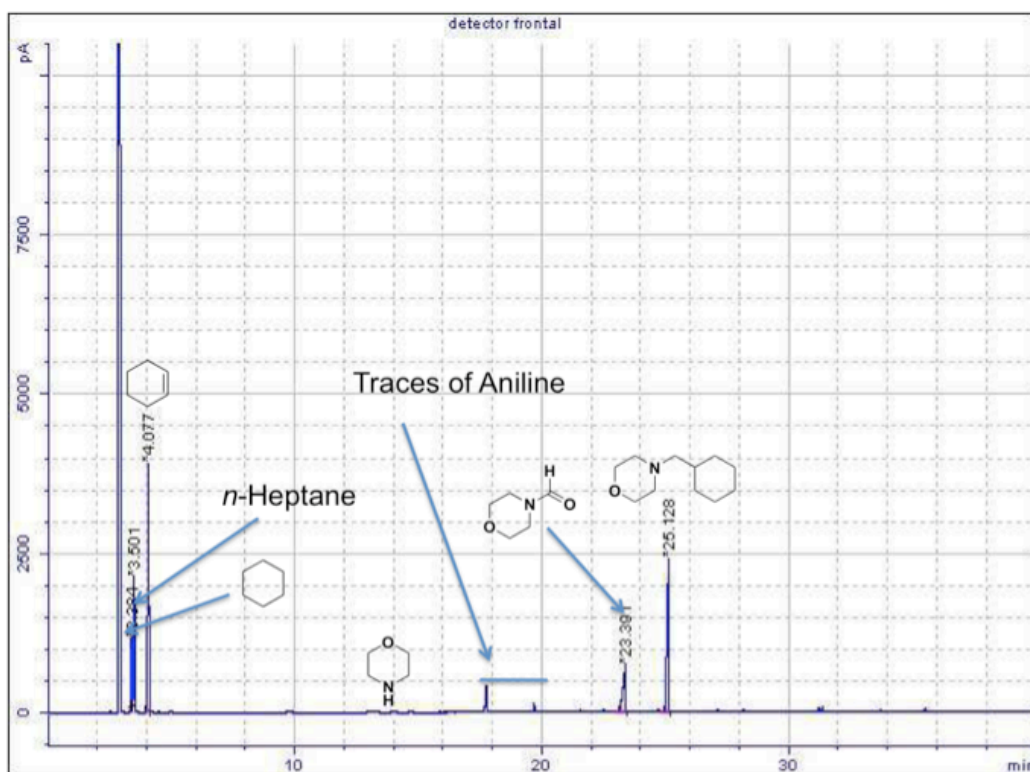 detector frontal
pA
7500
5000
2500
0
*4.077
*3.501
n-Heptane
Traces of Aniline
H
N
O
O
N
O
*25.128
*23.391
O
N
H
10
20
30
min